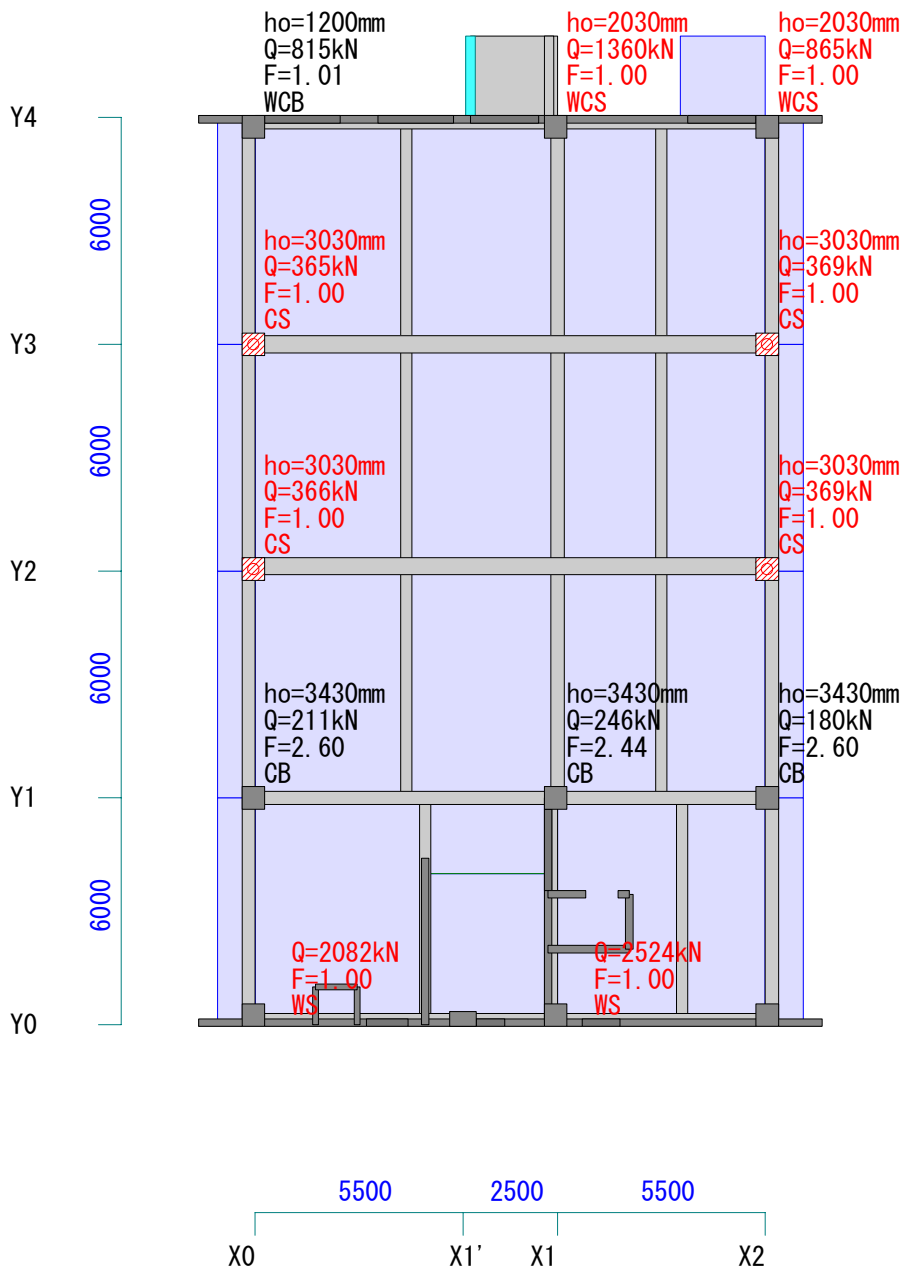 ho=1200mm
Q=815kN
F=1.01
WCB
ho=2030mm
Q=1360kN
F=1.00
WCS
ho=2030mm
Q=865kN
F=1.00
WCS
Y4
6000
ho=3030mm
Q=365kN
F=1.00
CS
ho=3030mm
Q=369kN
F=1.00
CS
Y3
6000
ho=3030mm
Q=366kN
F=1.00
CS
ho=3030mm
Q=369kN
F=1.00
CS
Y2
6000
ho=3430mm
Q=211kN
F=2.60
CB
ho=3430mm
Q=246kN
F=2.44
CB
ho=3430mm
Q=180kN
F=2.60
CB
Y1
6000
Q=2082kN
F=1.00
WS
Q=2524kN
F=1.00
WS
Y0
5500
2500
5500
X0
X1'
X1
X2